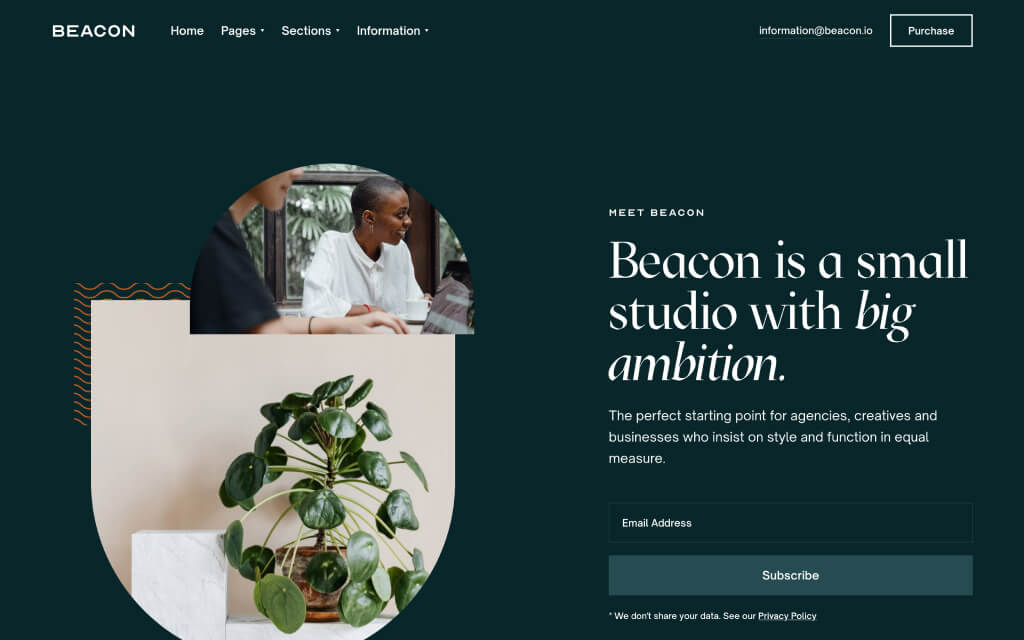 BEACON Home Pages Sections Information information@beacon.io Purchase
MEET BEACON
Beacon is a small
studio with big
ambition.
The perfect starting point for agencies, creatives and
businesses who insist on style and function in equal
measure.
Email Address
Subscribe
* We don't share your data. See our Privacy Policy